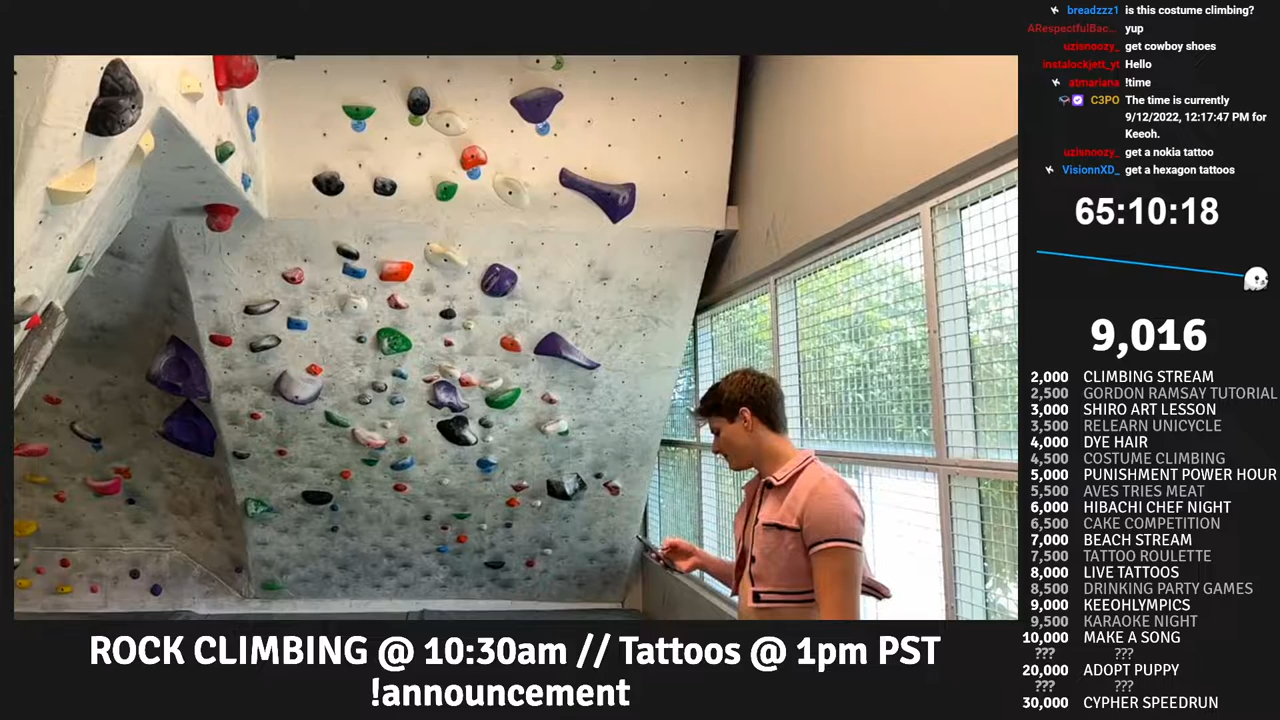 breadzzz1 is this costume climbing?
ARespectfulBac... yup
uzisnoozy_ get cowboy shoes
instalockjett_yt Hello
atmariana !time
C3PO The time is currently
9/12/2022, 12:17:47 PM for
Keeoh.
uzisnoozy_ get a nokia tattoo
VisionnXD_ get a hexagon tattoos
65:10:18
9,016
2,000 CLIMBING STREAM
2,500 GORDON RAMSAY TUTORIAL
3,000 SHIRO ART LESSON
3,500 RELEARN UNICYCLE
4,000 DYE HAIR
4,500 COSTUME CLIMBING
5,000 PUNISHMENT POWER HOUR
5,500 AVES TRIES MEAT
6,000 HIBACHI CHEF NIGHT
6,500 CAKE COMPETITION
7,000 BEACH STREAM
7,500 TATTOO ROULETTE
8,000 LIVE TATTOOS
8,500 DRINKING PARTY GAMES
9,000 KEEOHLYMPICS
9,500 KARAOKE NIGHT
10,000 MAKE A SONG
??? ???
20,000 ADOPT PUPPY
??? ???
30,000 CYPHER SPEEDRUN
ROCK CLIMBING @ 10:30am // Tattoos @ 1pm PST
!announcement